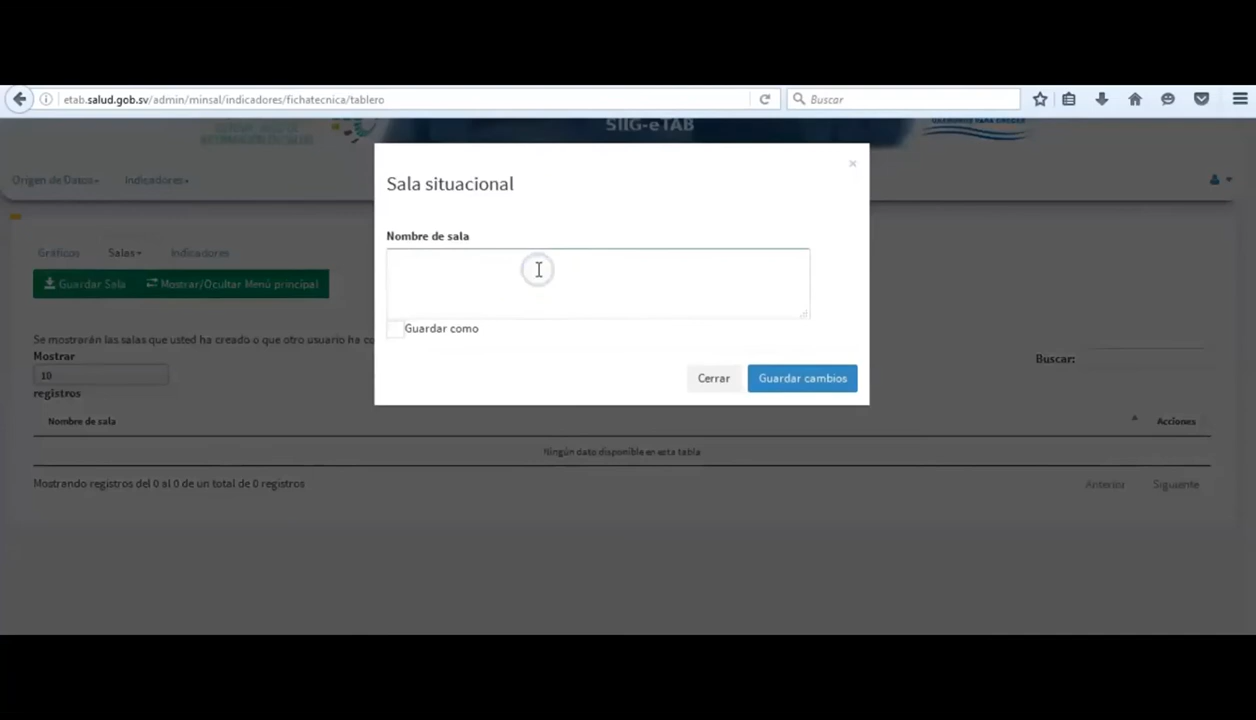 etab.salud.gob.sv/admin/minsal/indicadores/fichatecnica/tablero
Buscar
SIIG-eTAB
Origen de Datos
Indicadores
Sala situacional
×
Nombre de sala
Gráficos
Salas
Indicadores
Guardar Sala
Mostrar/Ocultar Menú principal
Guardar como
Se mostrarán las salas que usted ha creado o que otro usuario ha co
Mostrar
Buscar:
10
registros
Cerrar
Guardar cambios
Nombre de sala
Acciones
Ningún dato disponible en esta tabla
Mostrando registros del 0 al 0 de un total de 0 registros
Anterior
Siguiente